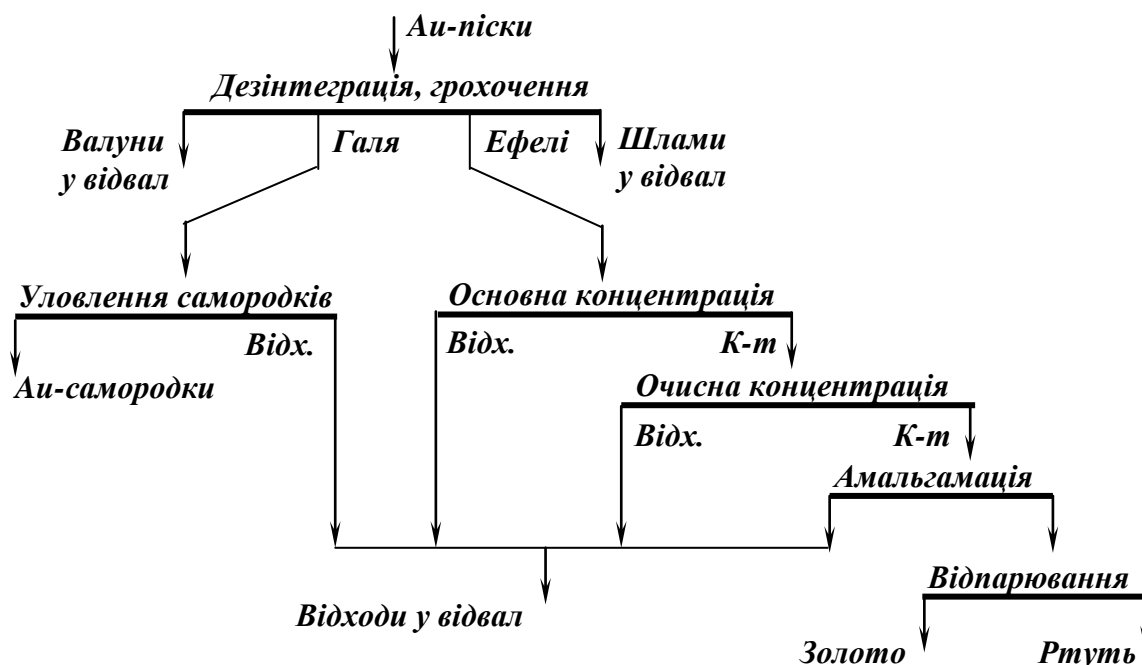 Au-піски
Дезінтеграція, грохочення
Валуни
у відвал
Галя
Ефелі
Шлами
у відвал
Уловлення самородків
Основна концентрація
Відх.
Відх.
К-т
Au-самородки
Очисна концентрація
Відх.
К-т
Амальгамація
Відпарювання
Відходи у відвал
Золото
Ртуть